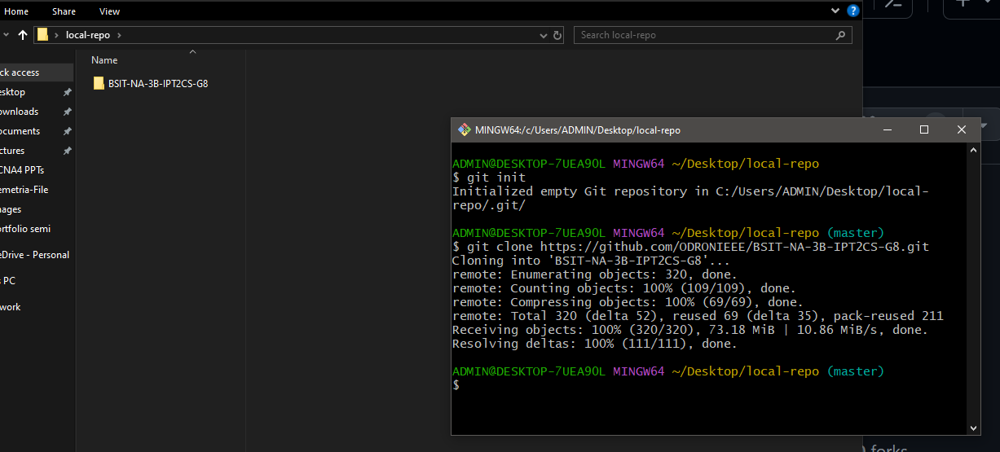 Home Share View
local-repo
Search local-repo
Name
ck access
BSIT-NA-3B-IPT2CS-G8
esktop
ownloads
ocuments
ctures
CNA4 PPTs
emetria-File
nages
ortfolio semi
eDrive - Personal
s PC
work
MINGW64:/c/Users/ADMIN/Desktop/local-repo
ADMIN@DESKTOP-7UEA9OL MINGW64 ~/Desktop/local-repo
$ git init
Initialized empty Git repository in C:/Users/ADMIN/Desktop/local-
repo/.git/
ADMIN@DESKTOP-7UEA9OL MINGW64 ~/Desktop/local-repo (master)
$ git clone https://github.com/ODRONIEEE/BSIT-NA-3B-IPT2CS-G8.git
Cloning into 'BSIT-NA-3B-IPT2CS-G8'...
remote: Enumerating objects: 320, done.
remote: Counting objects: 100% (109/109), done.
remote: Compressing objects: 100% (69/69), done.
remote: Total 320 (delta 52), reused 69 (delta 35), pack-reused 211
Receiving objects: 100% (320/320), 73.18 MiB | 10.86 MiB/s, done.
Resolving deltas: 100% (111/111), done.
ADMIN@DESKTOP-7UEA9OL MINGW64 ~/Desktop/local-repo (master)
$
forks